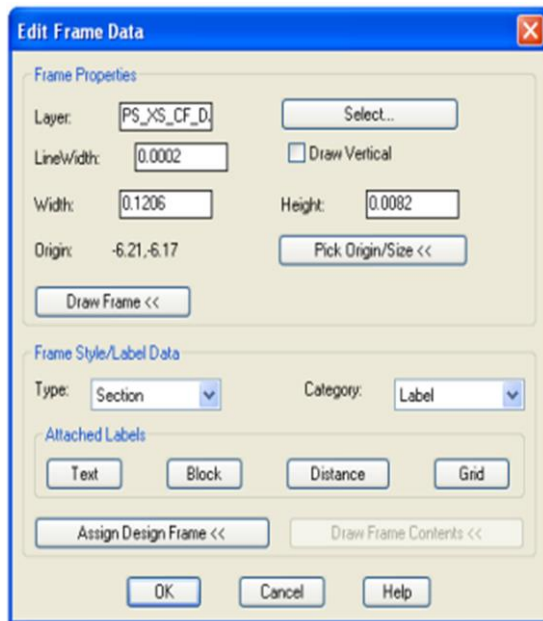 Edit Frame Data
Frame Properties
Layer: PS_XS_CF_D. Select...
LineWidth: 0.0002 Draw Vertical
Width: 0.1206 Height: 0.0082
Origin: -6.21,-6.17 Pick Origin/Size <<
Draw Frame <<
Frame Style/Label Data
Type: Section Category: Label
Attached Labels
Text Block Distance Grid
Assign Design Frame << Draw Frame Contents <<
OK Cancel Help